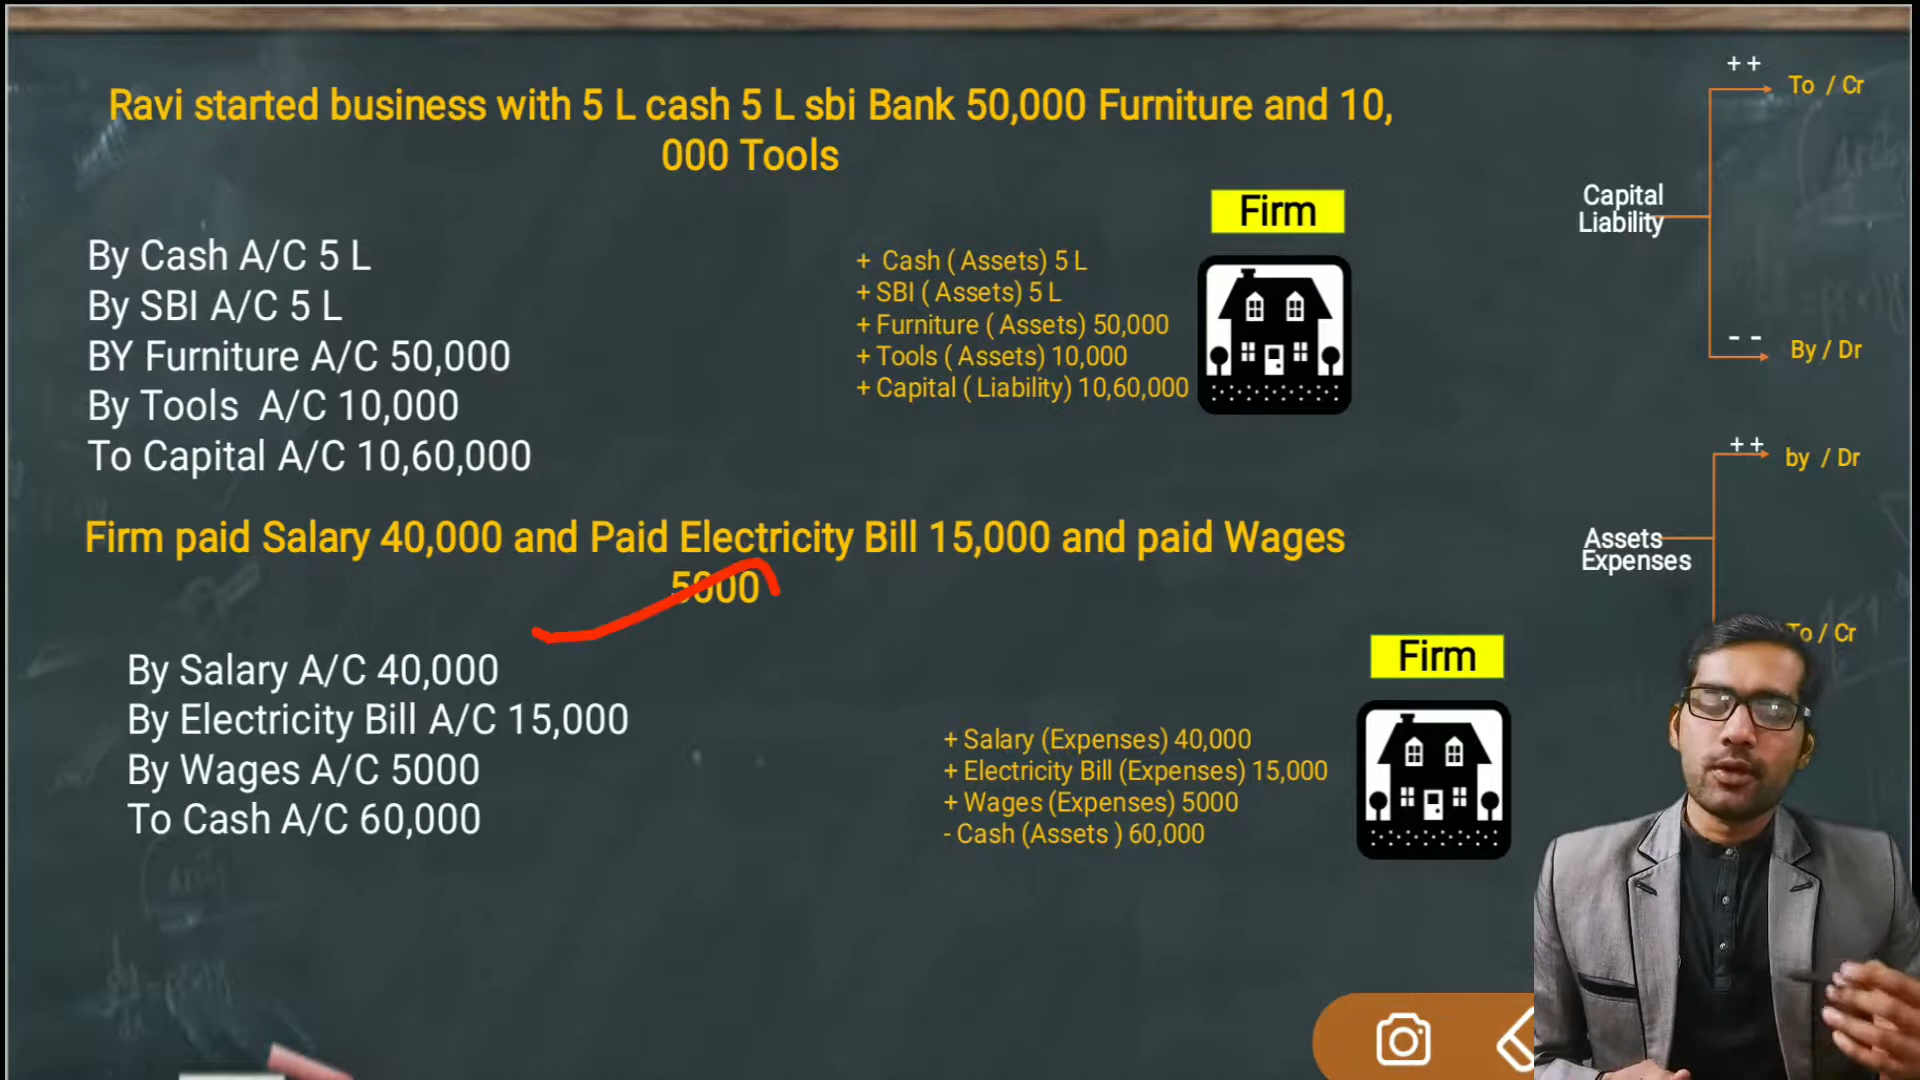 Ravi started business with 5 L cash 5 L sbi Bank 50,000 Furniture and 10,
000 Tools
By Cash A/C 5 L
By SBI A/C 5 L
BY Furniture A/C 50,000
By Tools A/C 10,000
To Capital A/C 10,60,000
Firm
+ Cash ( Assets) 5 L
+ SBI ( Assets) 5 L
+ Furniture ( Assets) 50,000
+ Tools ( Assets) 10,000
+ Capital ( Liability) 10,60,000
++
To / Cr
Capital
Liability
--
By / Dr
Firm paid Salary 40,000 and Paid Electricity Bill 15,000 and paid Wages
5000
By Salary A/C 40,000
By Electricity Bill A/C 15,000
By Wages A/C 5000
To Cash A/C 60,000
Firm
+ Salary (Expenses) 40,000
+ Electricity Bill (Expenses) 15,000
+ Wages (Expenses) 5000
- Cash (Assets ) 60,000
++
by / Dr
Assets
Expenses
To / Cr